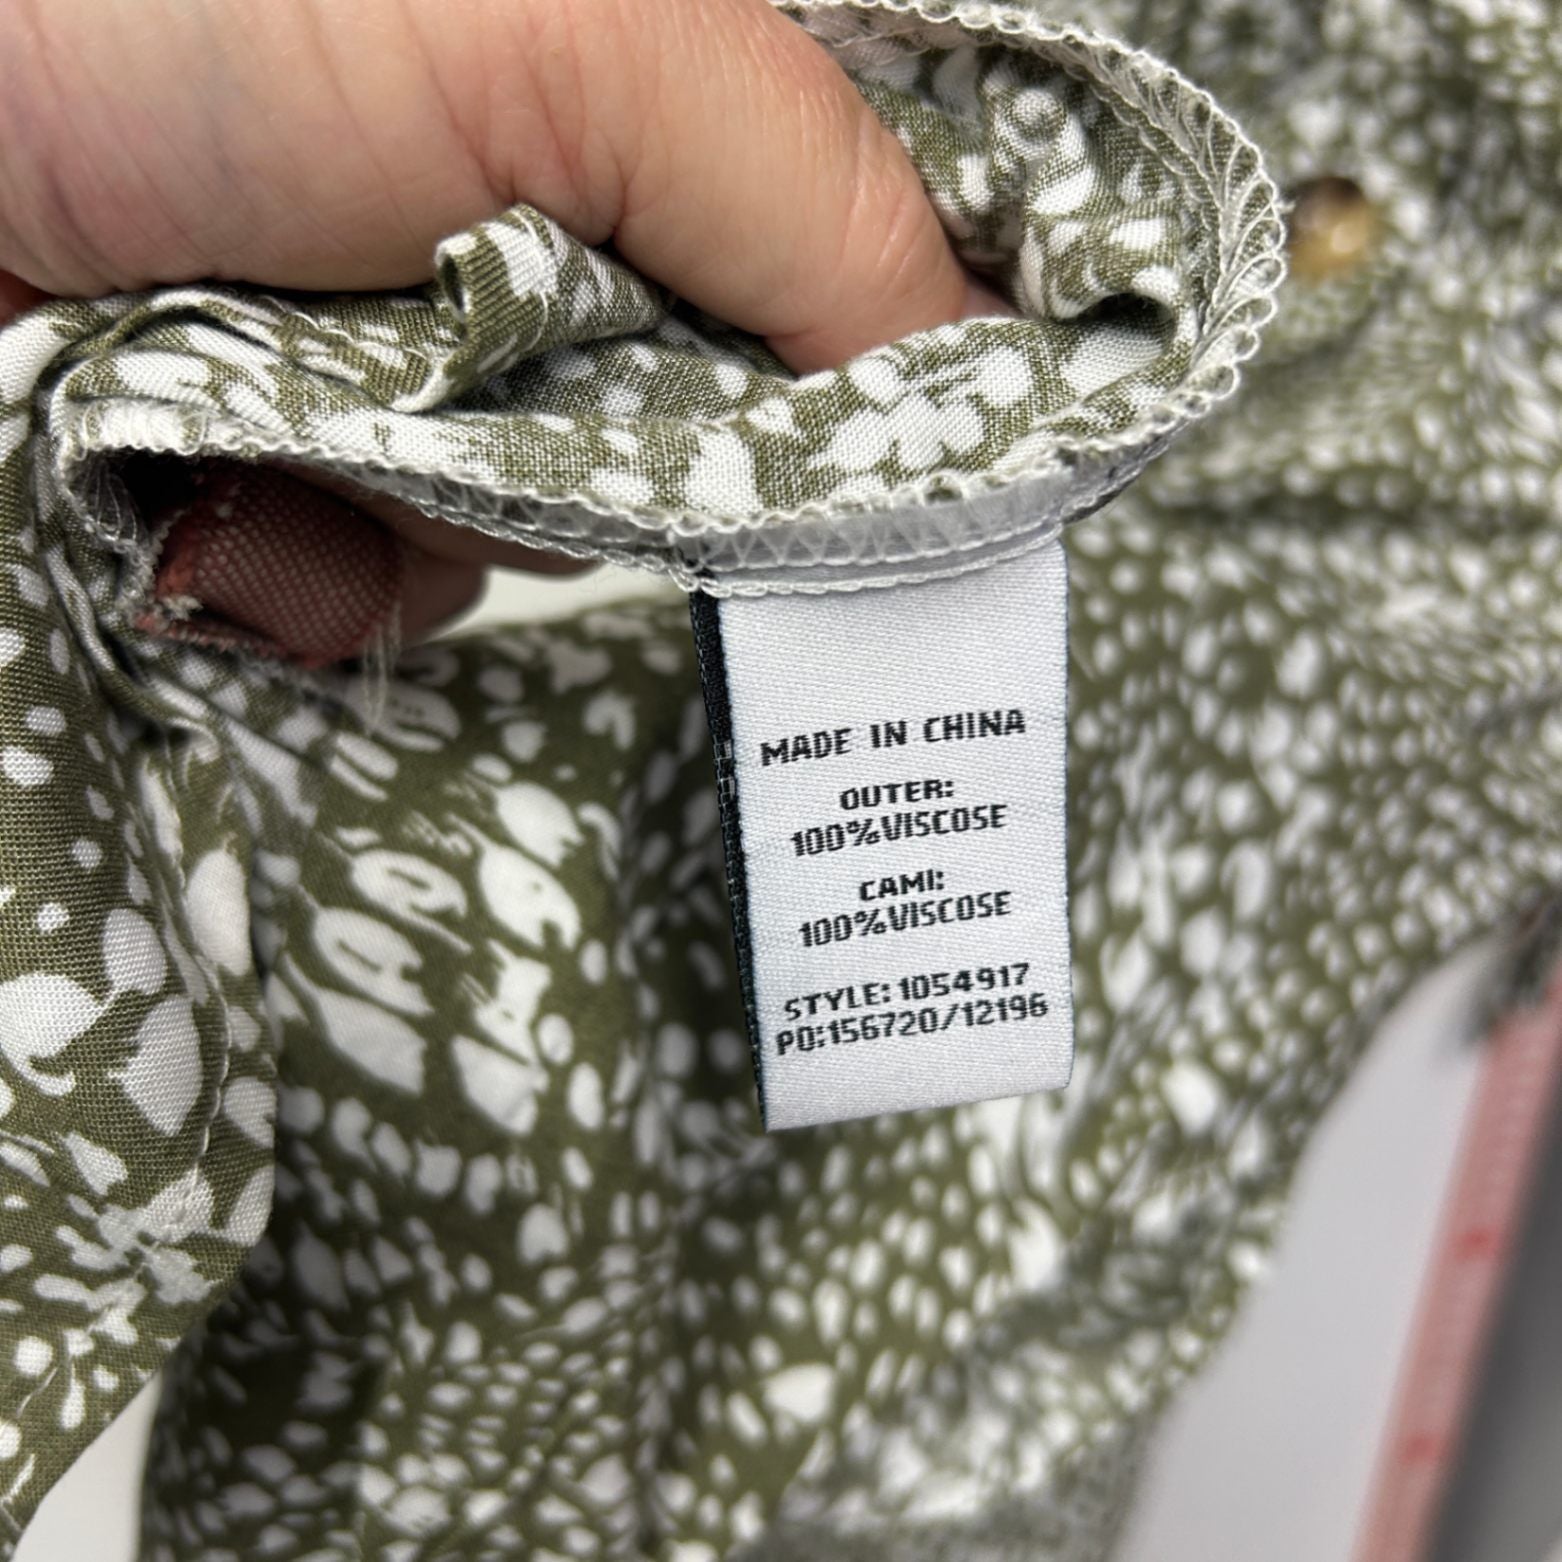 MADE IN CHINA
OUTER:
100%VISCOSE
CAMI:
100%VISCOSE
STYLE: 1054917
PO:156720/12196